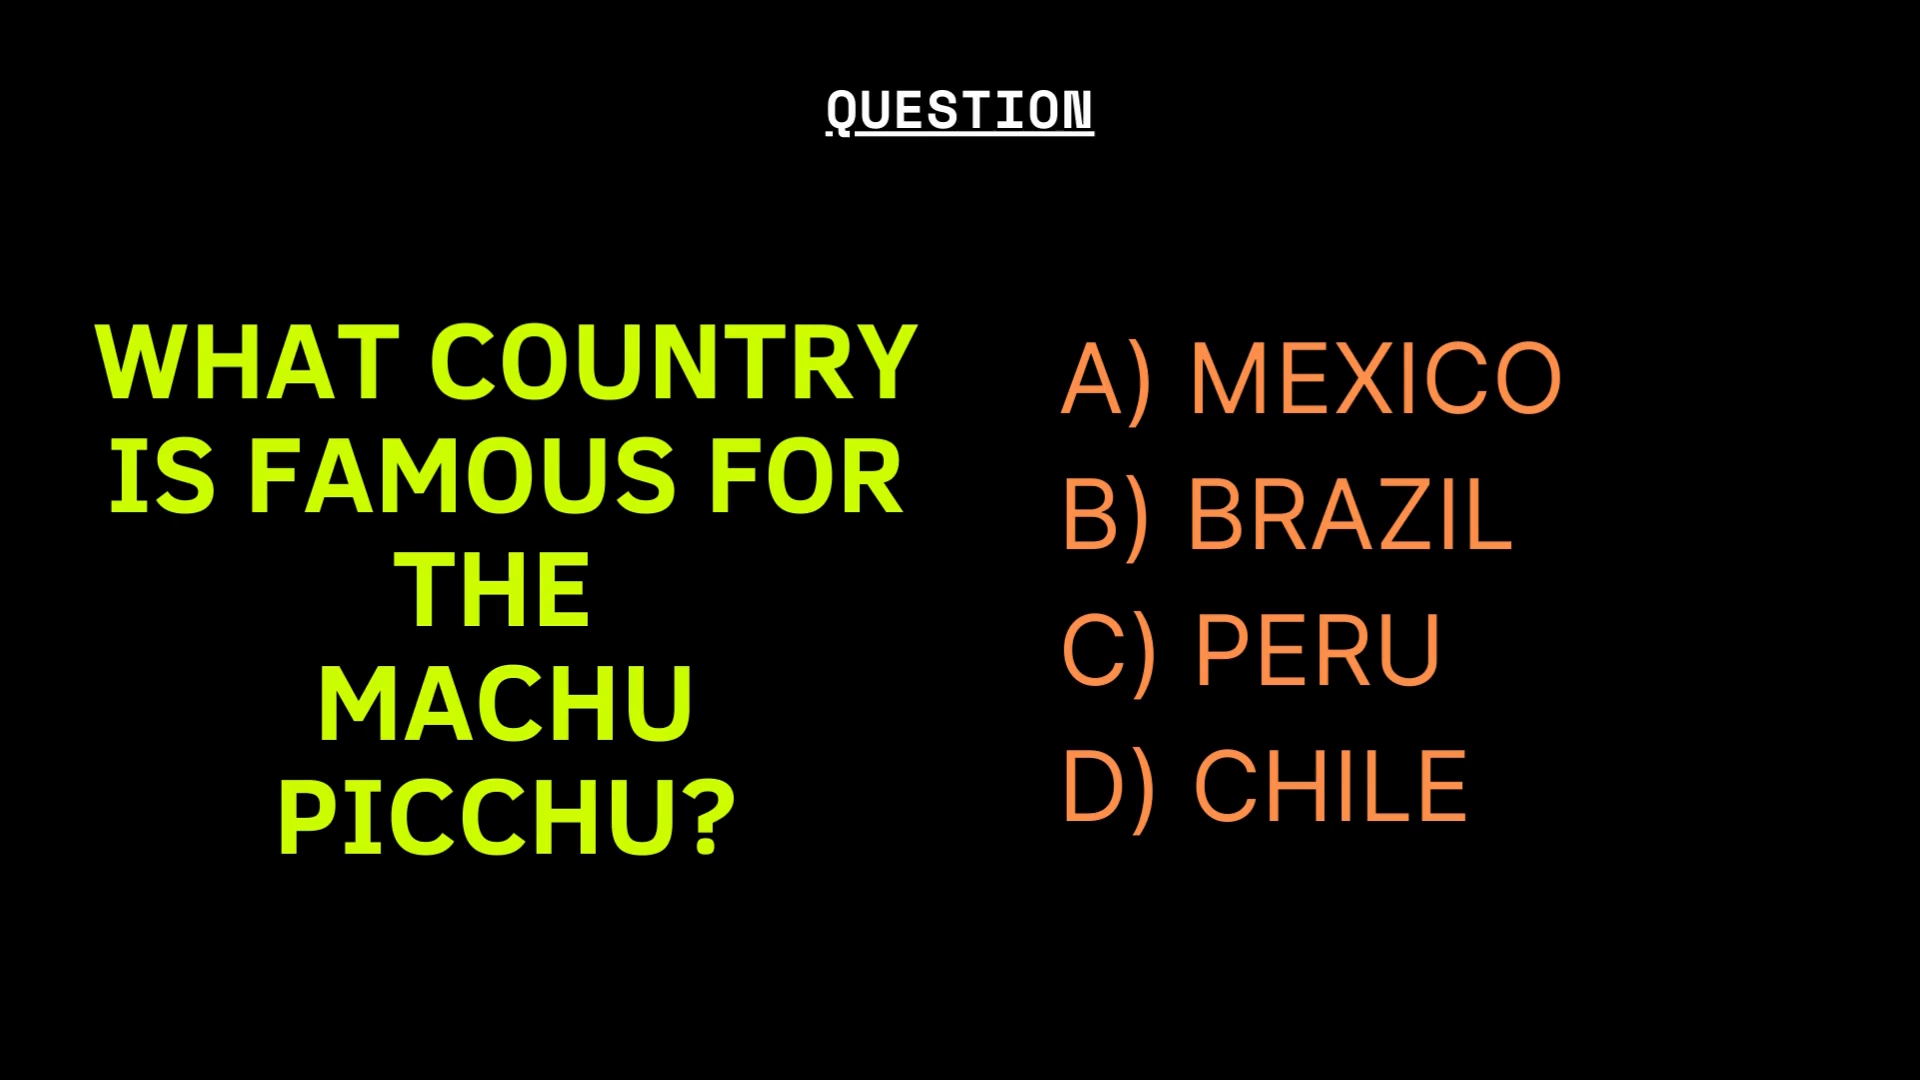 QUESTION
WHAT COUNTRY
IS FAMOUS FOR
THE
MACHU
PICCHU?
A) MEXICO
B) BRAZIL
C) PERU
D) CHILE